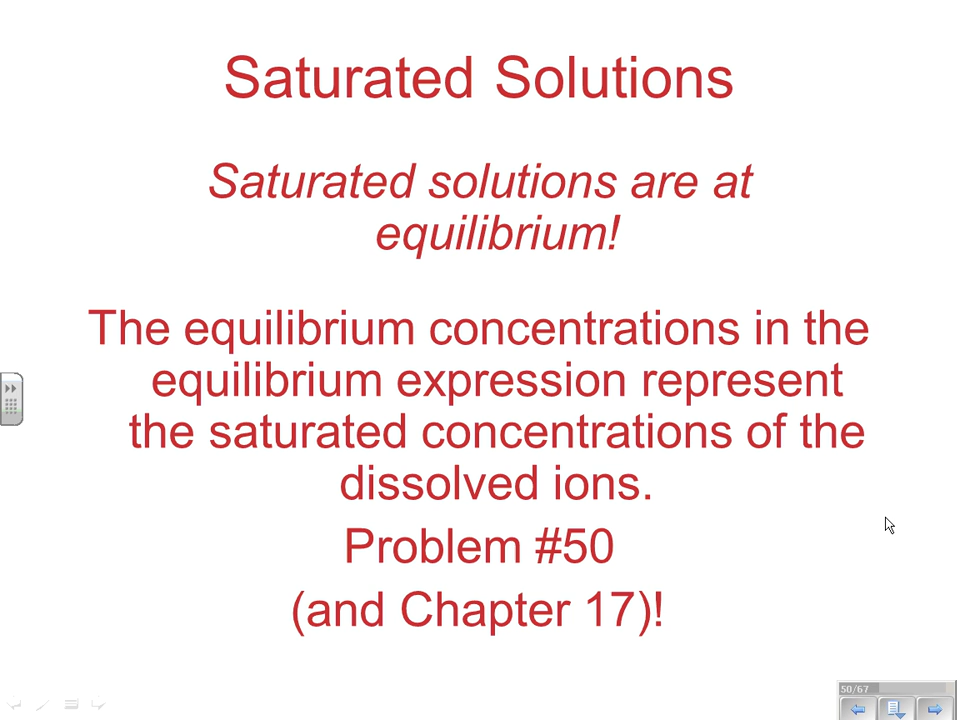 Saturated Solutions
Saturated solutions are at
equilibrium!
The equilibrium concentrations in the
equilibrium expression represent
the saturated concentrations of the
dissolved ions.
Problem #50
(and Chapter 17)!
50/67